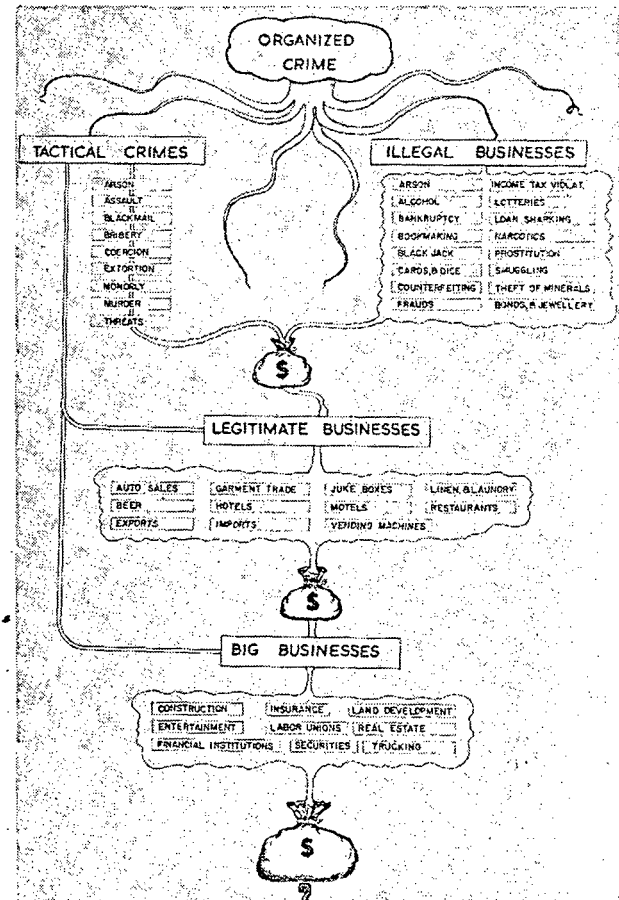 ORGANIZED
CRIME
TACTICAL CRIMES
ARSON
ASSAULT
BLACKMAIL
BRIBERY
COERCION
EXTORTION
MONOPLY
MURDER
THREATS
ILLEGAL BUSINESSES
ARSON
ALCOHOL
BANKRUPTCY
BOOKMAKING
BLACK JACK
CARDS, & DICE
COUNTERFEITING
FRAUDS
INCOME TAX VIOLAT.
LOTTERIES
LOAN SHARKING
NARCOTICS
PROSTITUTION
SMUGGLING
THEFT OF MINERALS,
BONDS, & JEWELLERY
$
LEGITIMATE BUSINESSES
AUTO SALES
BEER
EXPORTS
GARMENT TRADE
HOTELS
IMPORTS
JUKE BOXES
MOTELS
VENDING MACHINES
LINEN, & LAUNDRY
RESTAURANTS
$
BIG BUSINESSES
CONSTRUCTION INSURANCE LAND DEVELOPMENT
ENTERTAINMENT LABOR UNIONS REAL ESTATE
FINANCIAL INSTITUTIONS SECURITIES TRUCKING
$
?